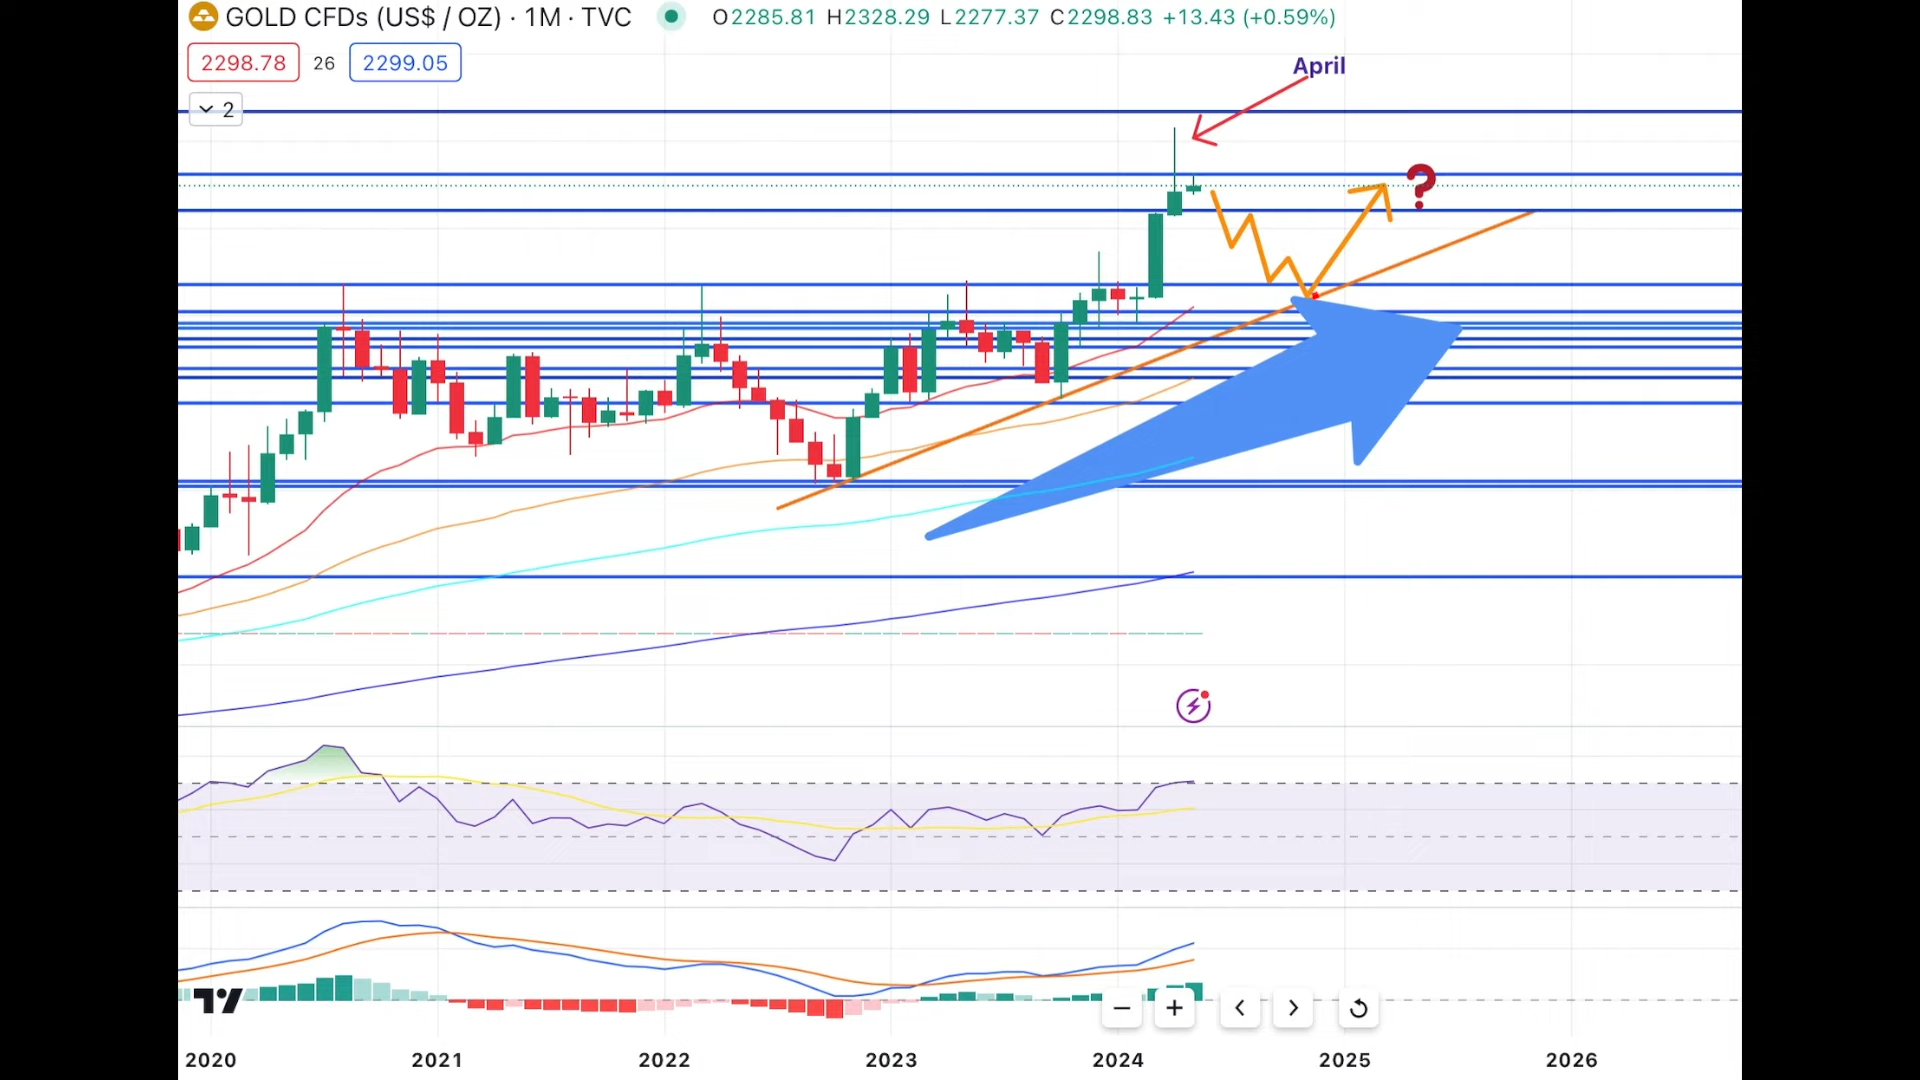 GOLD CFDs (US$ / OZ) · 1M · TVC O2285.81 H2328.29 L2277.37 C2298.83 +13.43 (+0.59%)
2298.78 26 2299.05
April
2
?
2020 2021 2022 2023 2024 2025 2026